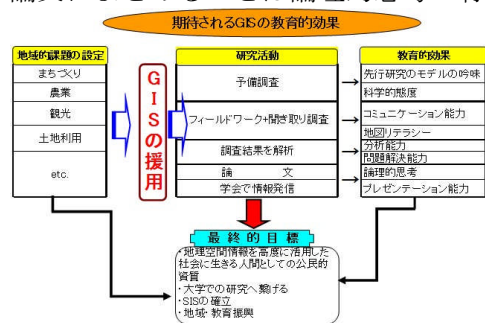 期待されるGISの教育的効果
地域的課題の設定
まちづくり
農業
観光
土地利用
etc.
GISの援用
研究活動
予備調査
フィールドワーク+聞き取り調査
調査結果を解析
論　文
学会で情報発信
教育的効果
先行研究のモデルの吟味
科学的態度
コミュニケーション能力
地図リテラシー
分析能力
問題解決能力
論理的思考
プレゼンテーション能力
最終的目標
・地理空間情報を高度に活用した
社会に生きる人間としての公民的
資質
・大学での研究へ繋げる
・SISの確立
・地域・教育振興